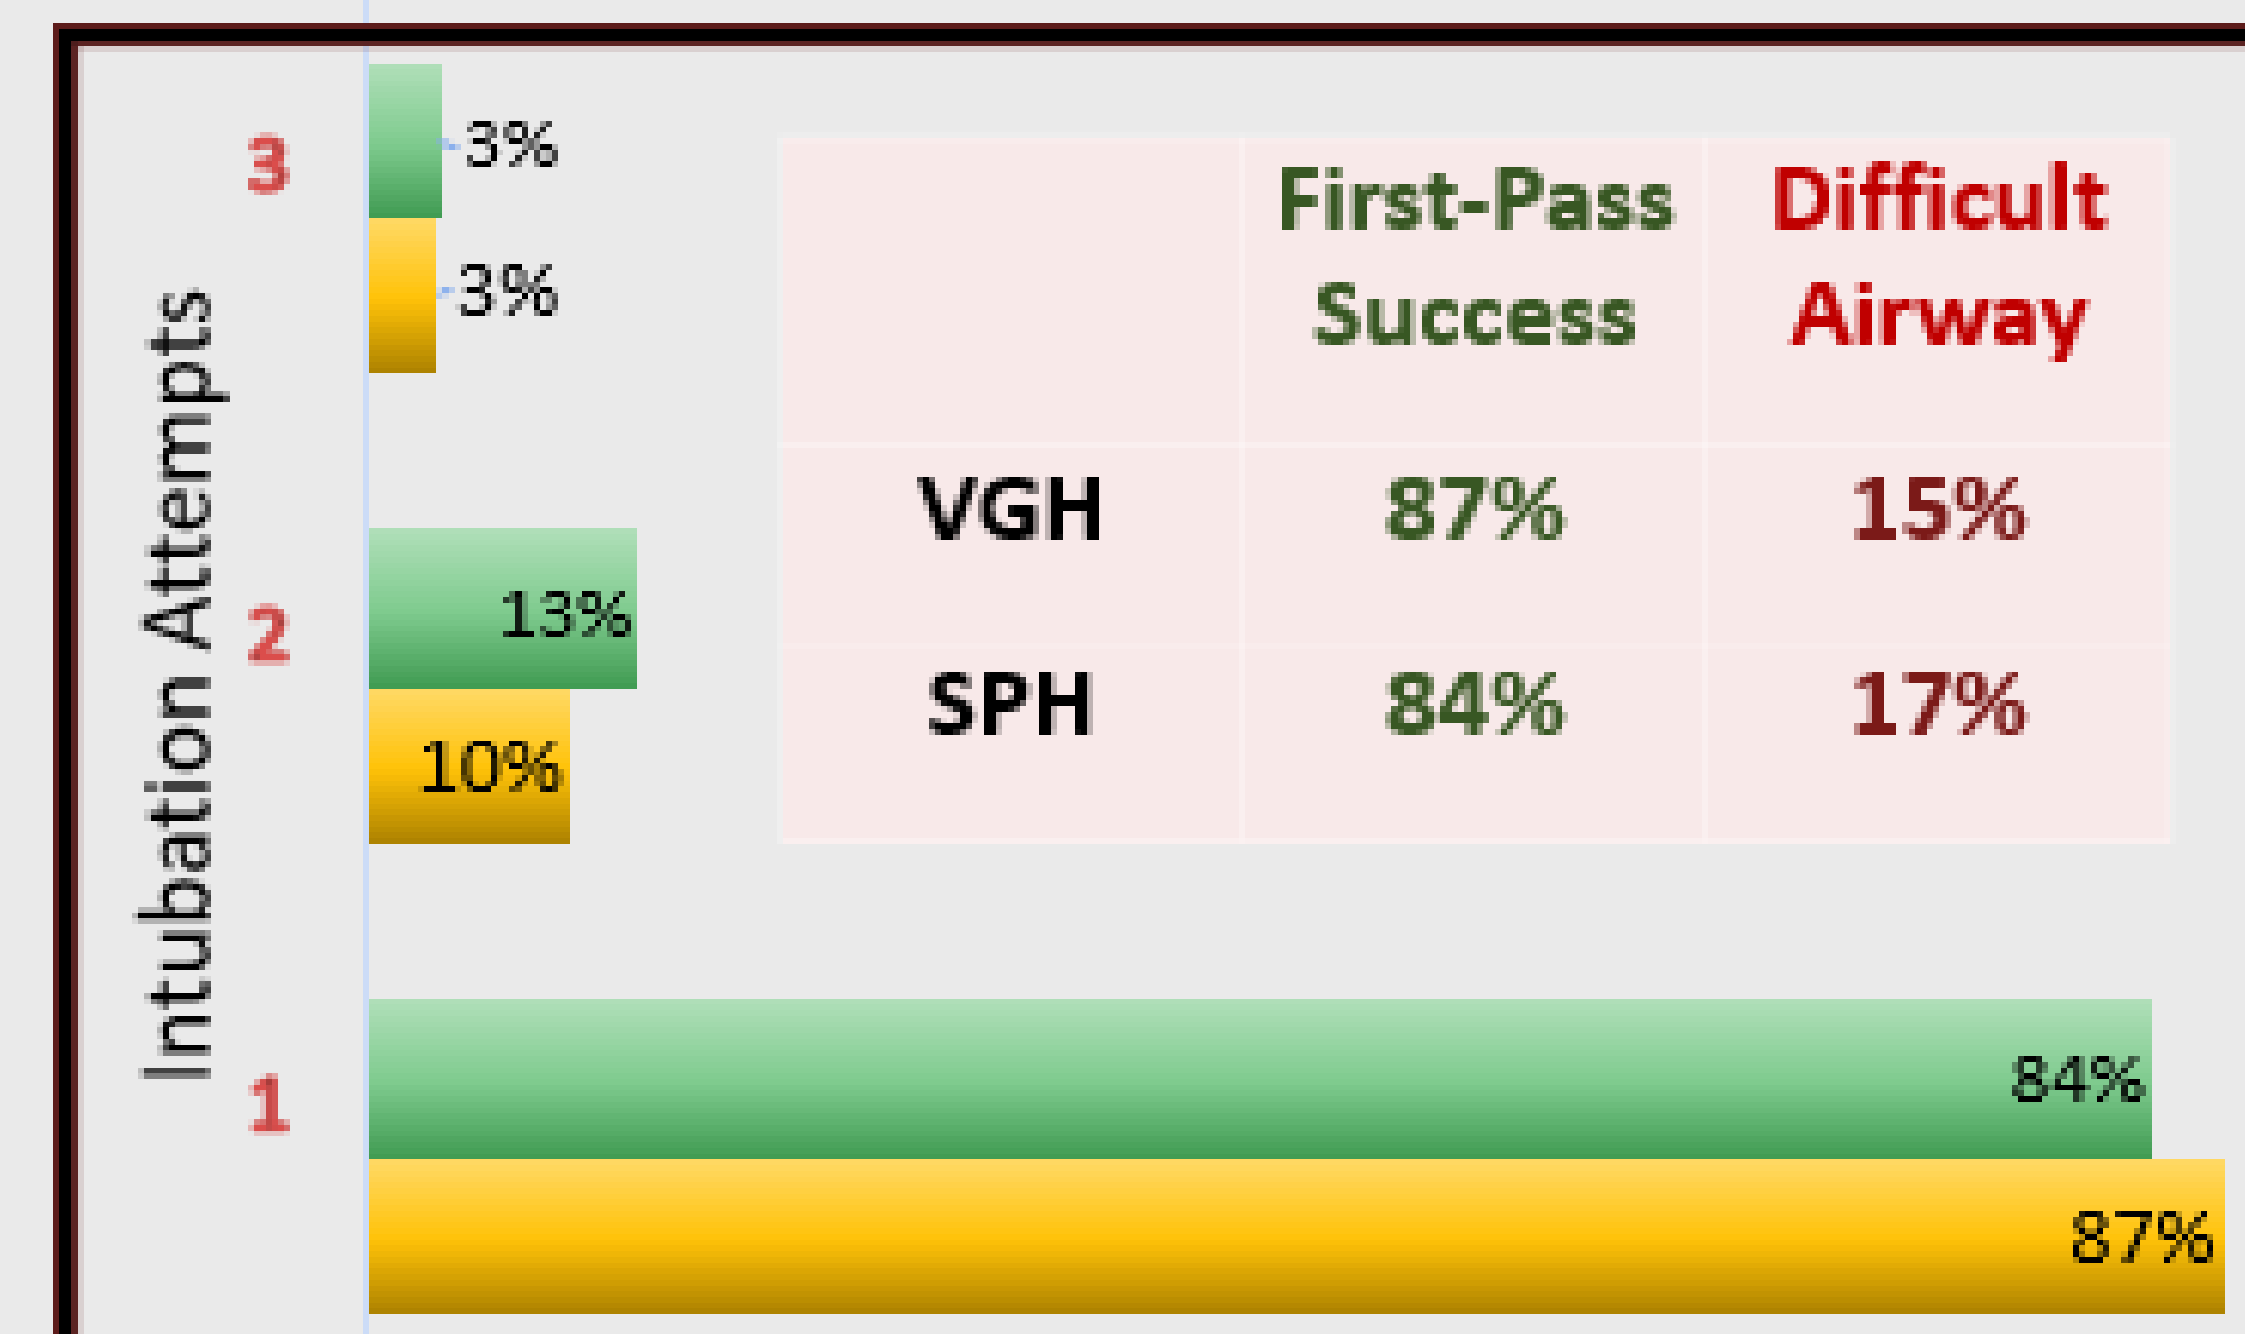 Intubation Attempts
3
3%
3%
2
13%
10%
1
84%
87%
First-Pass Success
Difficult Airway
VGH 87% 15%
SPH 84% 17%